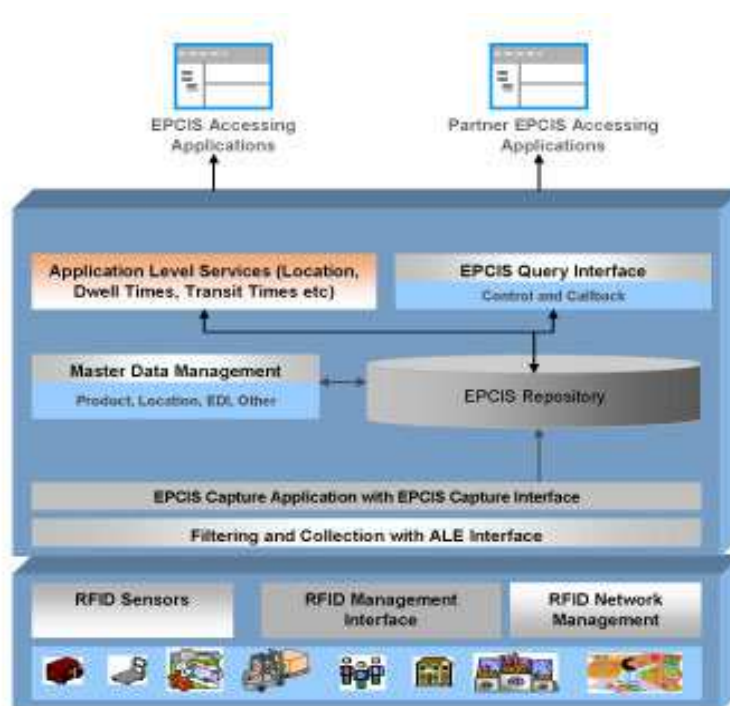 EPCIS Accessing
Applications
Partner EPCIS Accessing
Applications
Application Level Services (Location,
Dwell Times, Transit Times etc)
EPCIS Query Interface
Control and Callback
Master Data Management
Product, Location, EDI, Other
EPCIS Repository
EPCIS Capture Application with EPCIS Capture Interface
Filtering and Collection with ALE Interface
RFID Sensors
RFID Management
Interface
RFID Network
Management